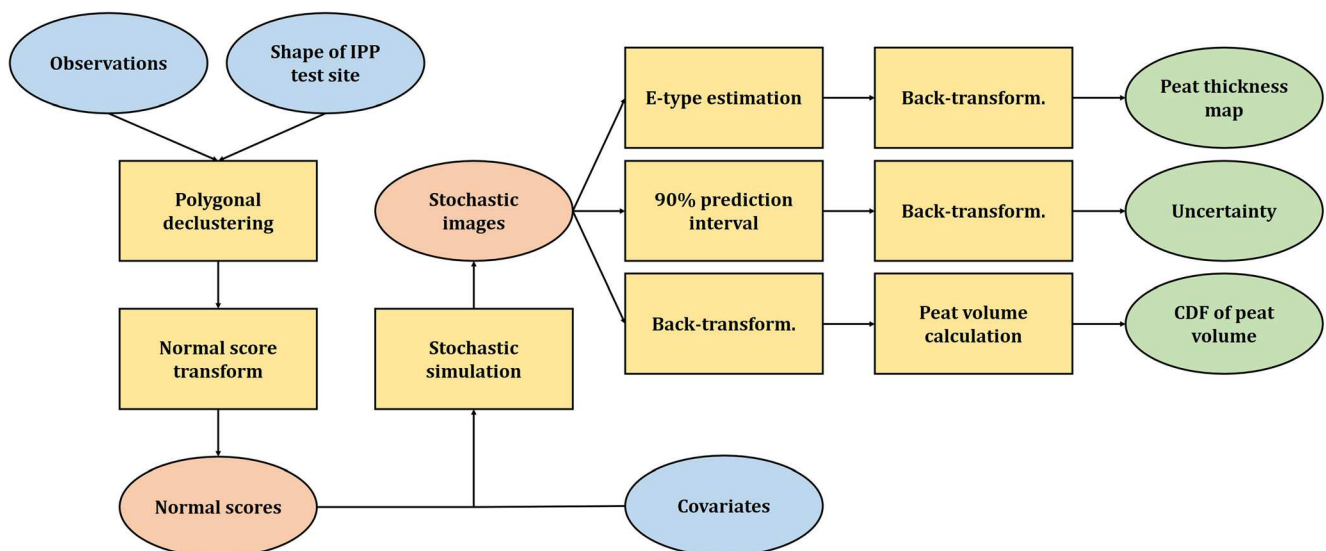 Observations
Shape of IPP
test site
Polygonal
declustering
Normal score
transform
Normal scores
Stochastic
images
Stochastic
simulation
Covariates
E-type estimation
Back-transform.
Peat thickness
map
90% prediction
interval
Back-transform.
Uncertainty
Back-transform.
Peat volume
calculation
CDF of peat
volume